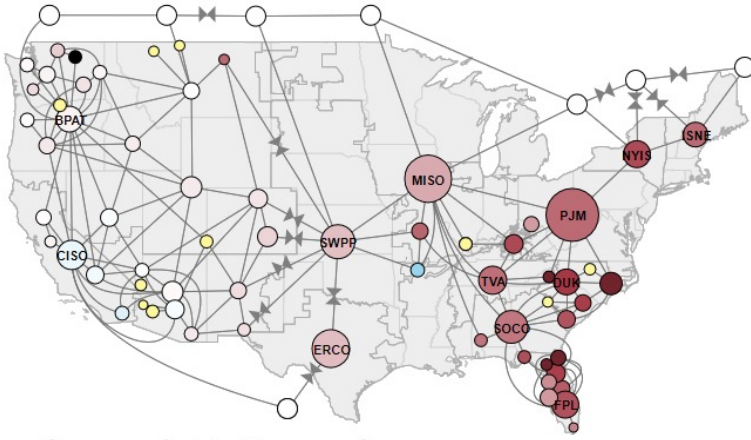 BPAT
ISNE
NYIS
MISO
PJM
SWPP
CISO
TVA
DUK
SOCO
ERCO
FPL